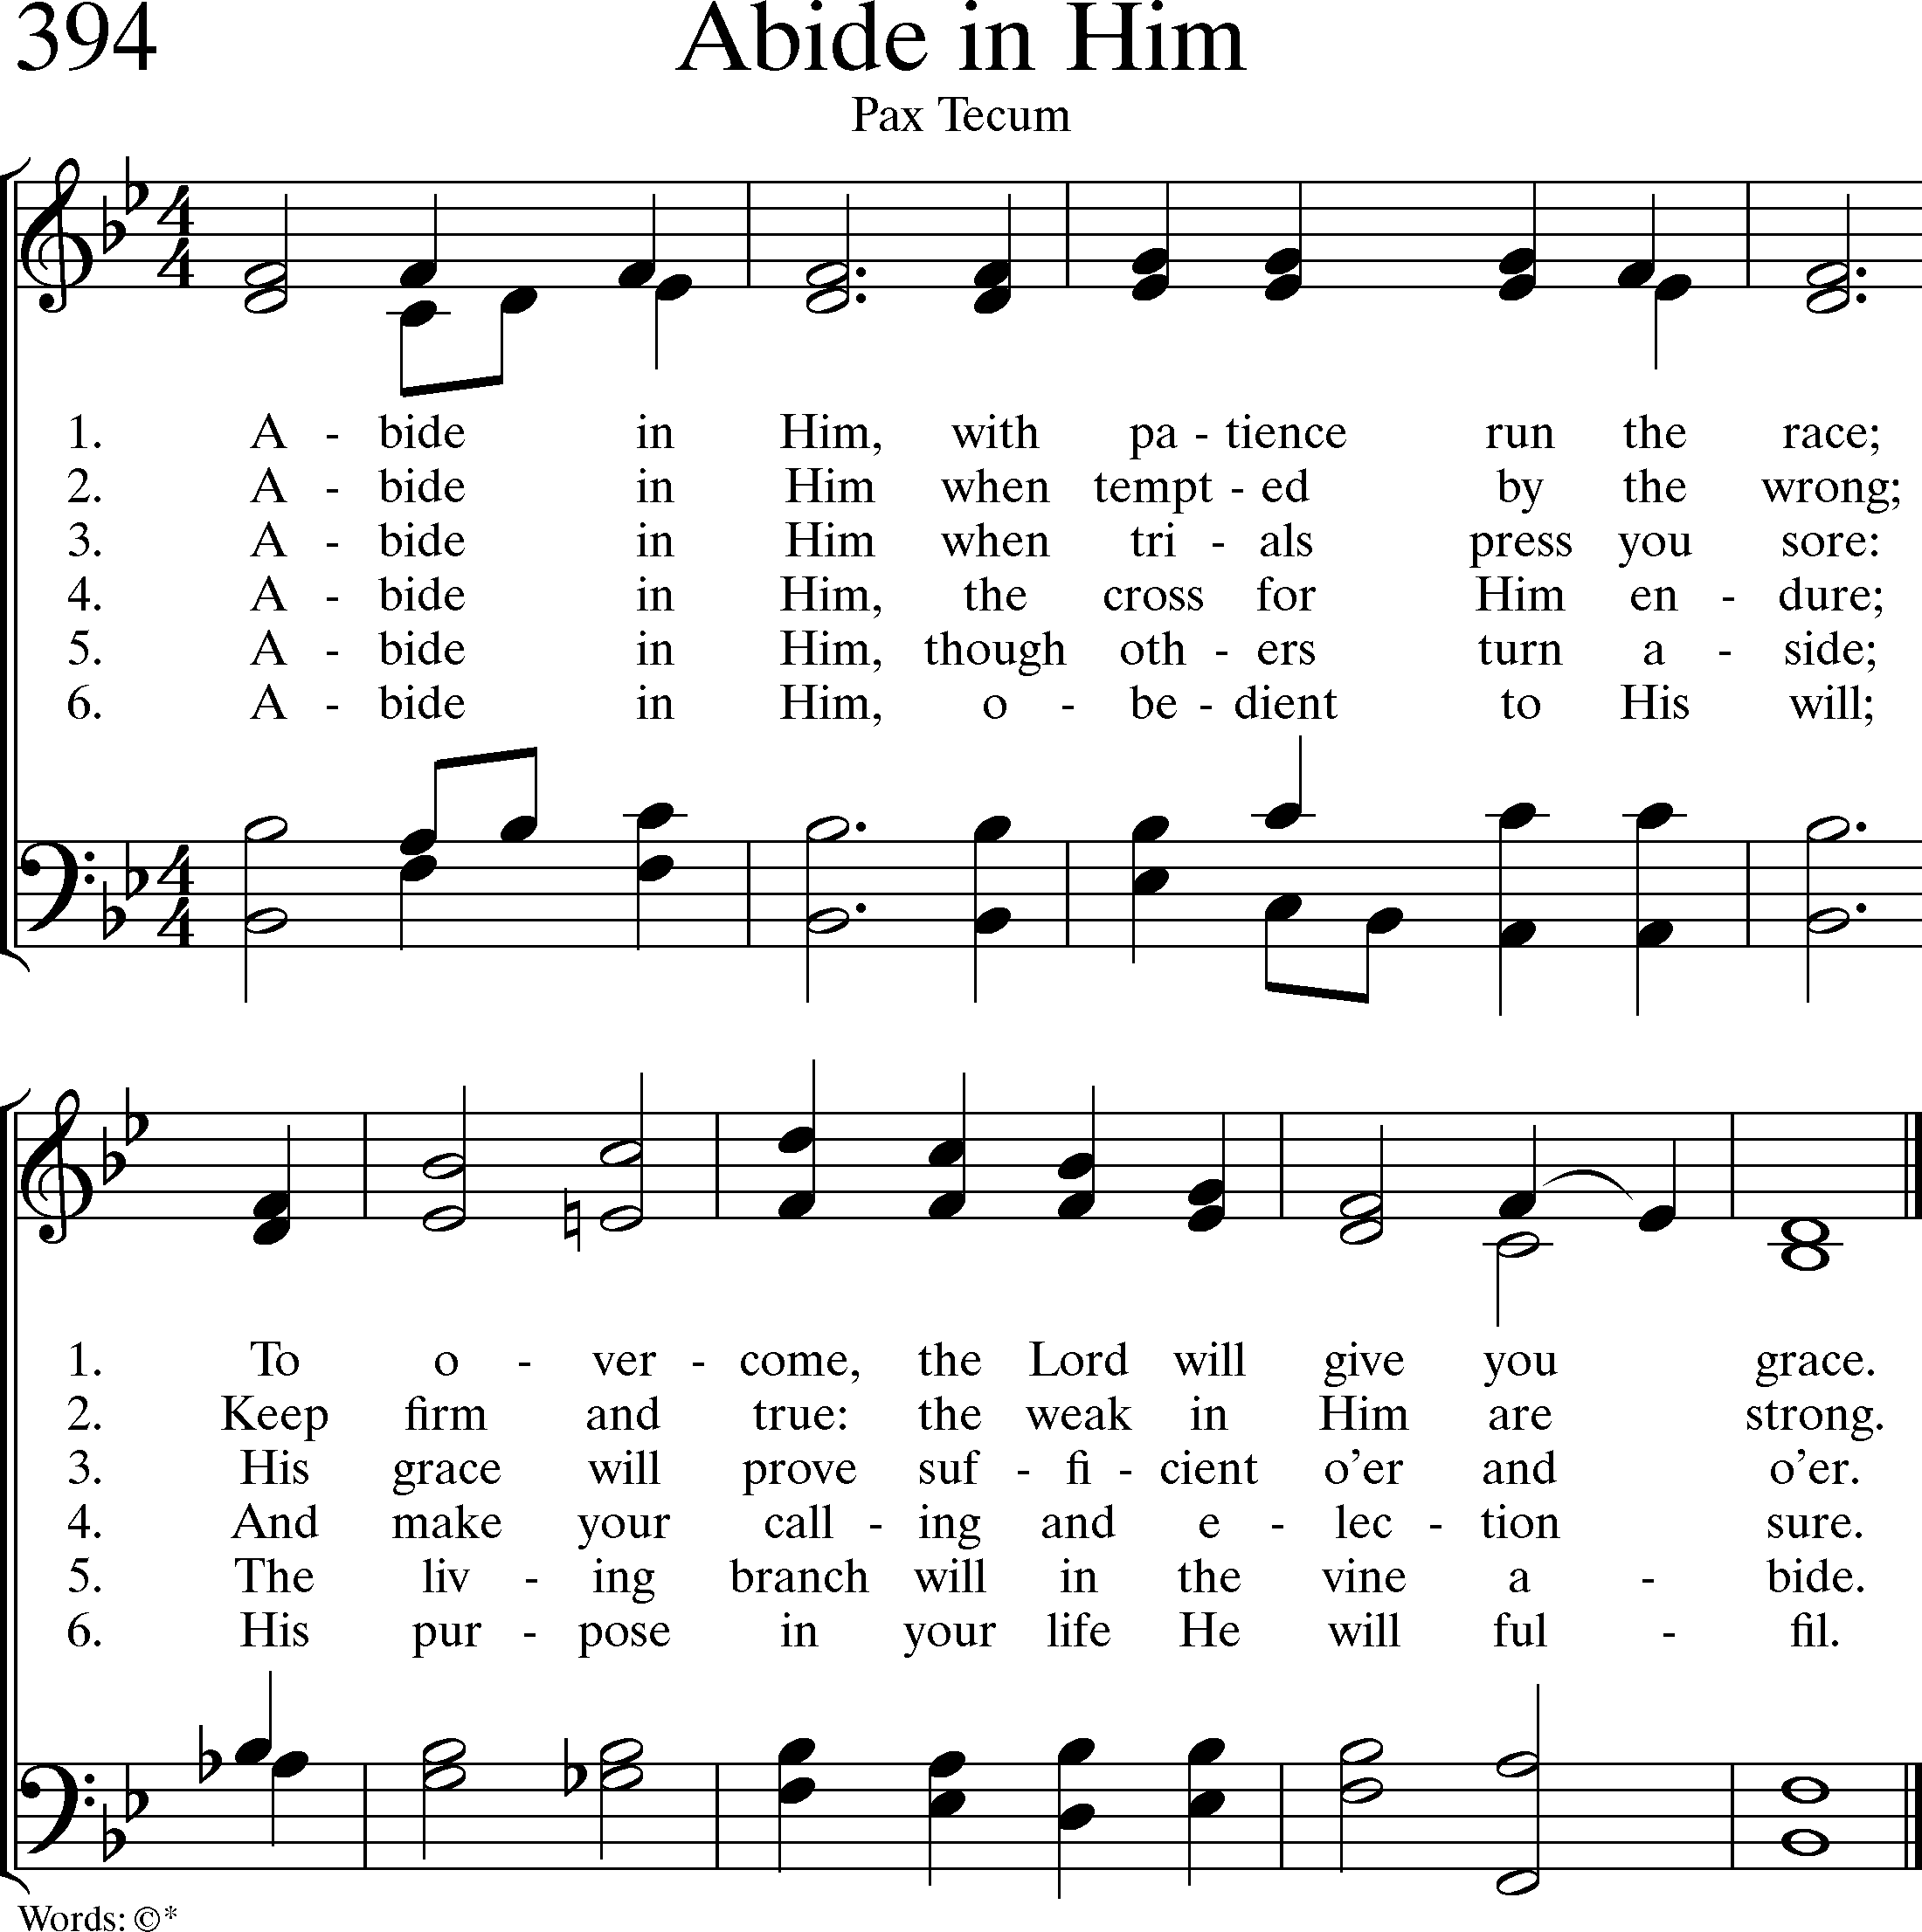 394 Abide in Him
Pax Tecum
1. A - bide in Him, with pa - tience run the race;
2. A - bide in Him when tempt - ed by the wrong;
3. A - bide in Him when tri - als press you sore:
4. A - bide in Him, the cross for Him en - dure;
5. A - bide in Him, though oth - ers turn a - side;
6. A - bide in Him, o - be - dient to His will;
1. To o - ver - come, the Lord will give you grace.
2. Keep firm and true: the weak in Him are strong.
3. His grace will prove suf - fi - cient o'er and o'er.
4. And make your call - ing and e - lec - tion sure.
5. The liv - ing branch will in the vine a - bide.
6. His pur - pose in your life He will ful - fil.
Words: ©*